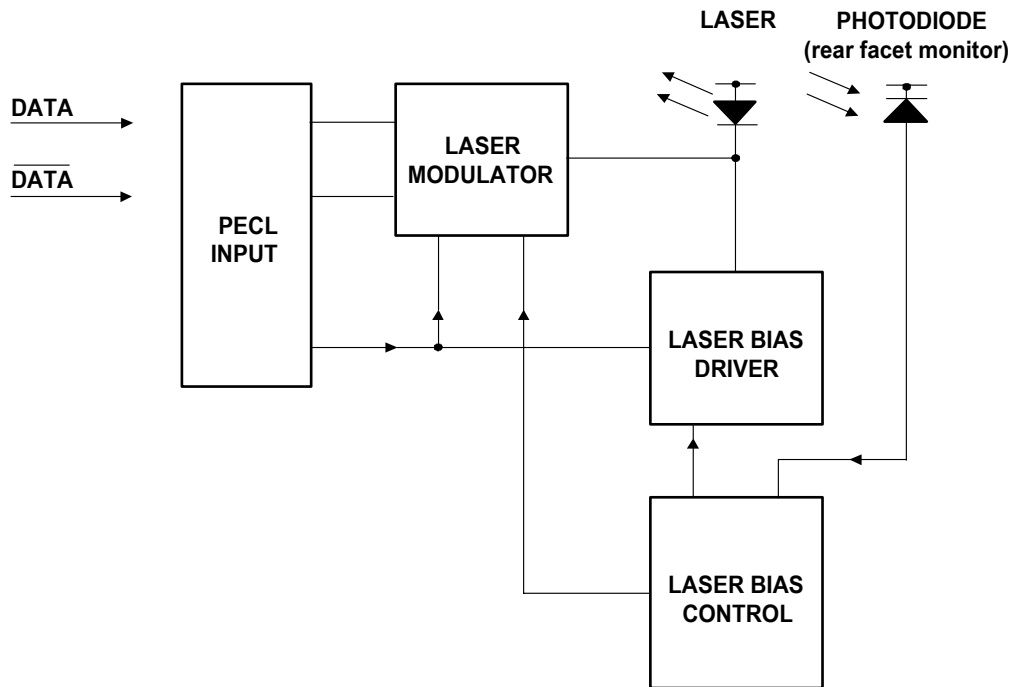 LASER
PHOTODIODE
(rear facet monitor)
DATA
DATA
PECL
INPUT
LASER
MODULATOR
LASER BIAS
DRIVER
LASER BIAS
CONTROL